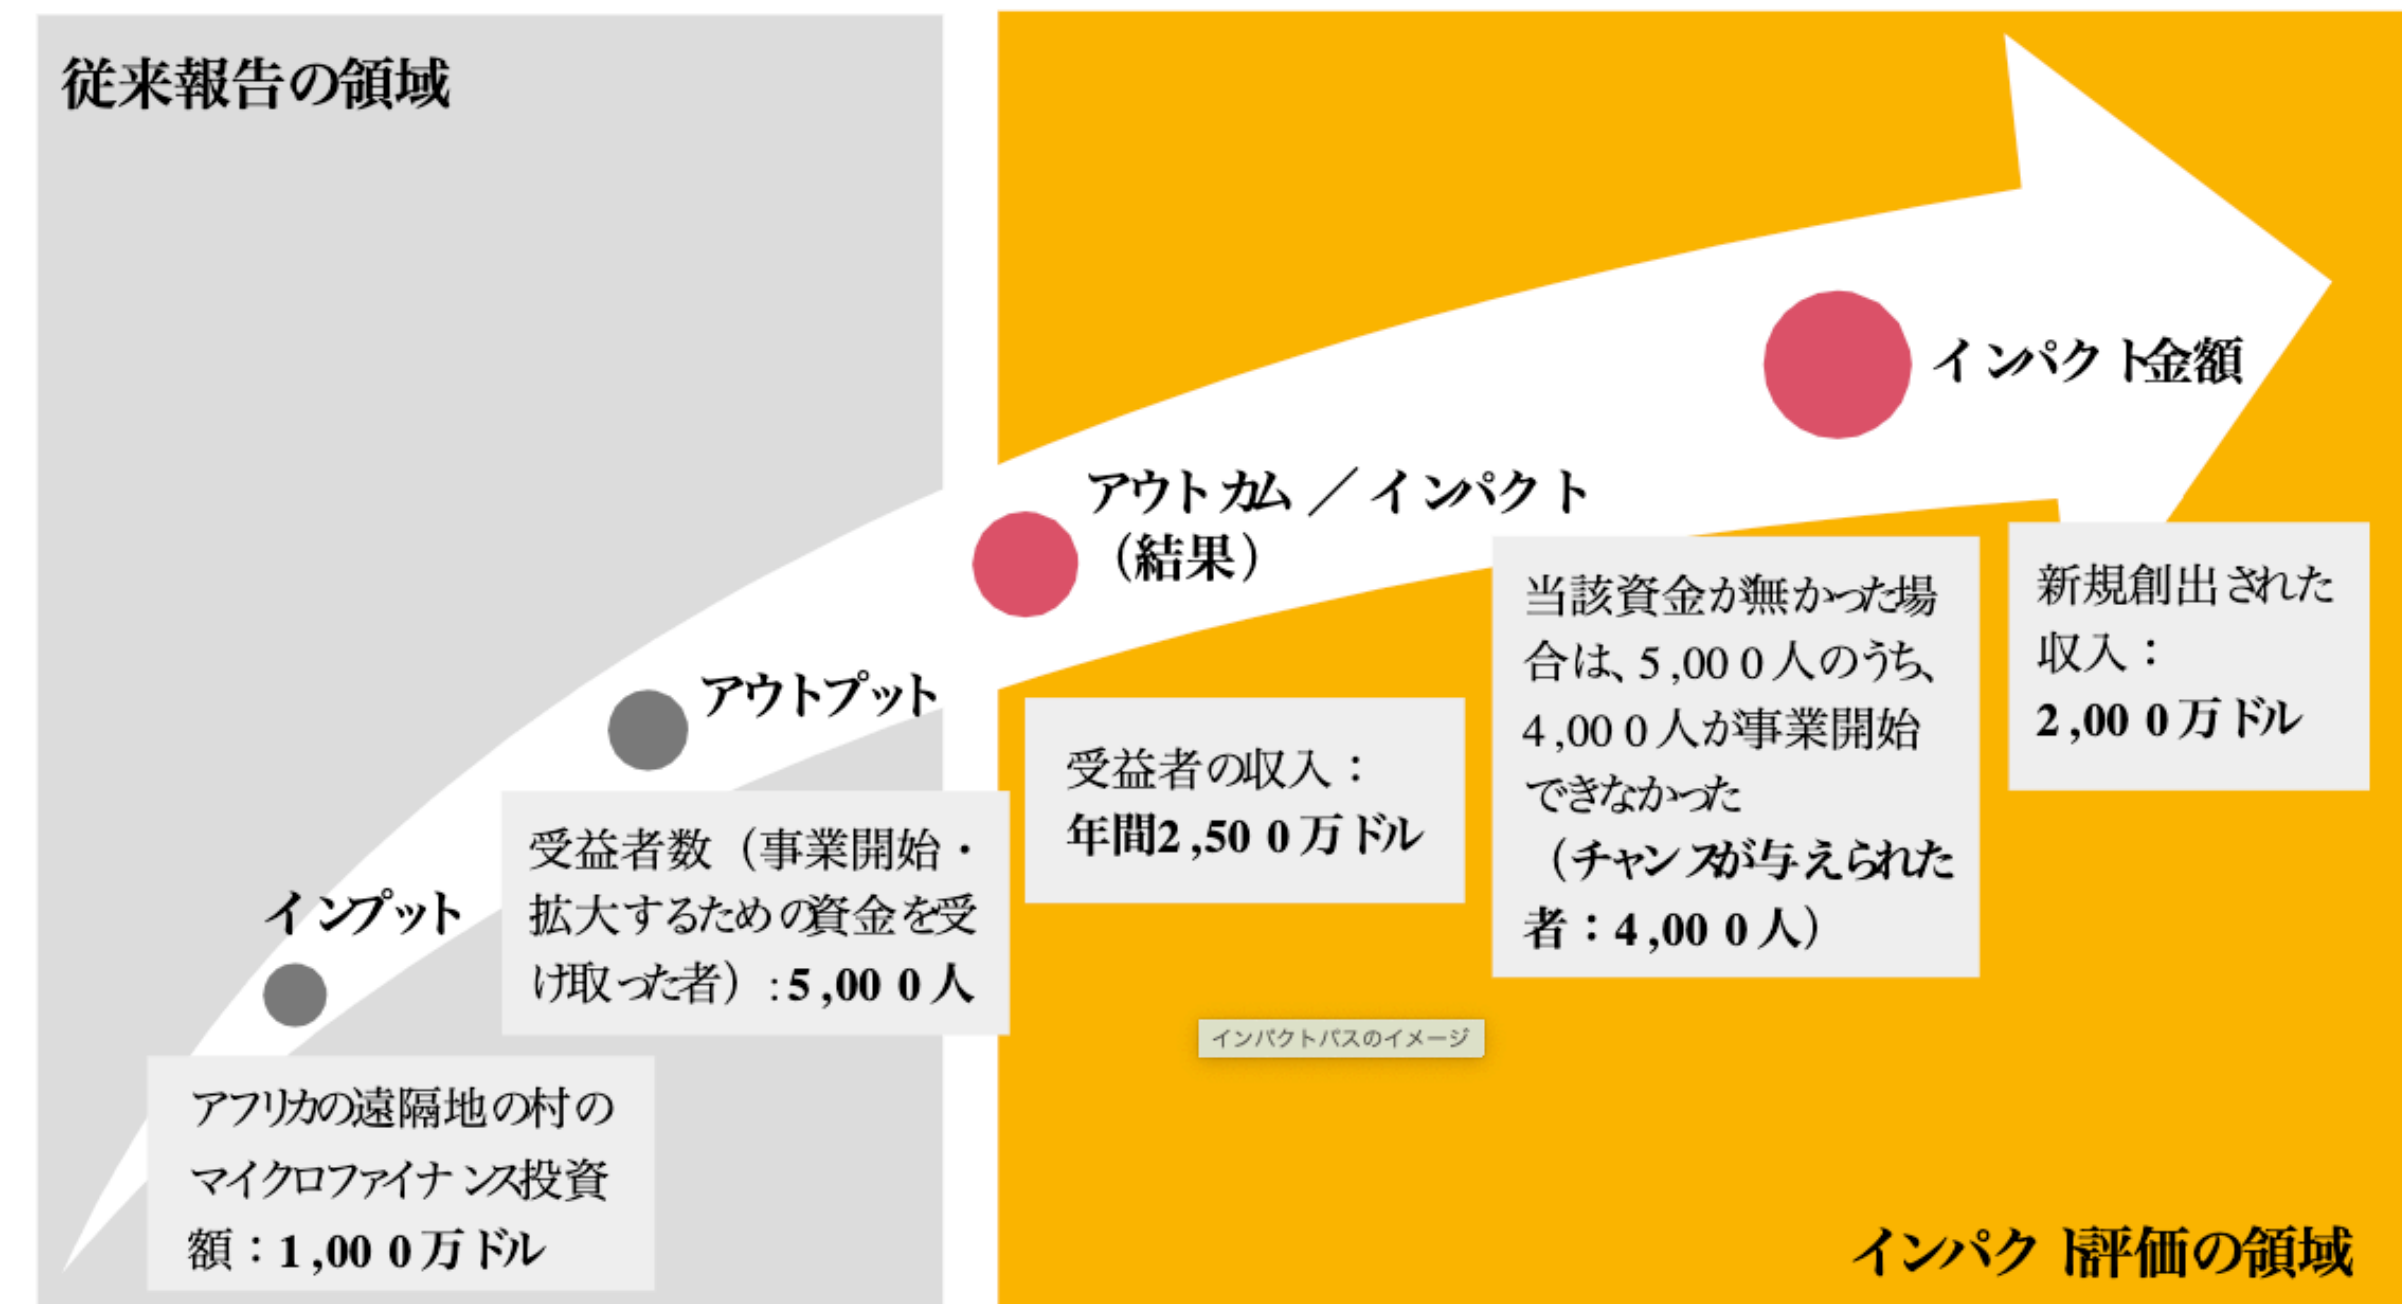 従来報告の領域
インプット
アフリカの遠隔地の村の
マイクロファイナンス投資
額：1,000万ドル
アウトプット
受益者数（事業開始・
拡大するための資金を受
け取った者）:5,000人
アウトカム／インパクト
（結果）
受益者の収入：
年間2,500万ドル
当該資金が無かった場
合は、5,000人のうち、
4,000人が事業開始
できなかった
（チャンスが与えられた
者：4,000人）
インパクト金額
新規創出された
収入：
2,000万ドル
インパクトパスのイメージ
インパクト評価の領域